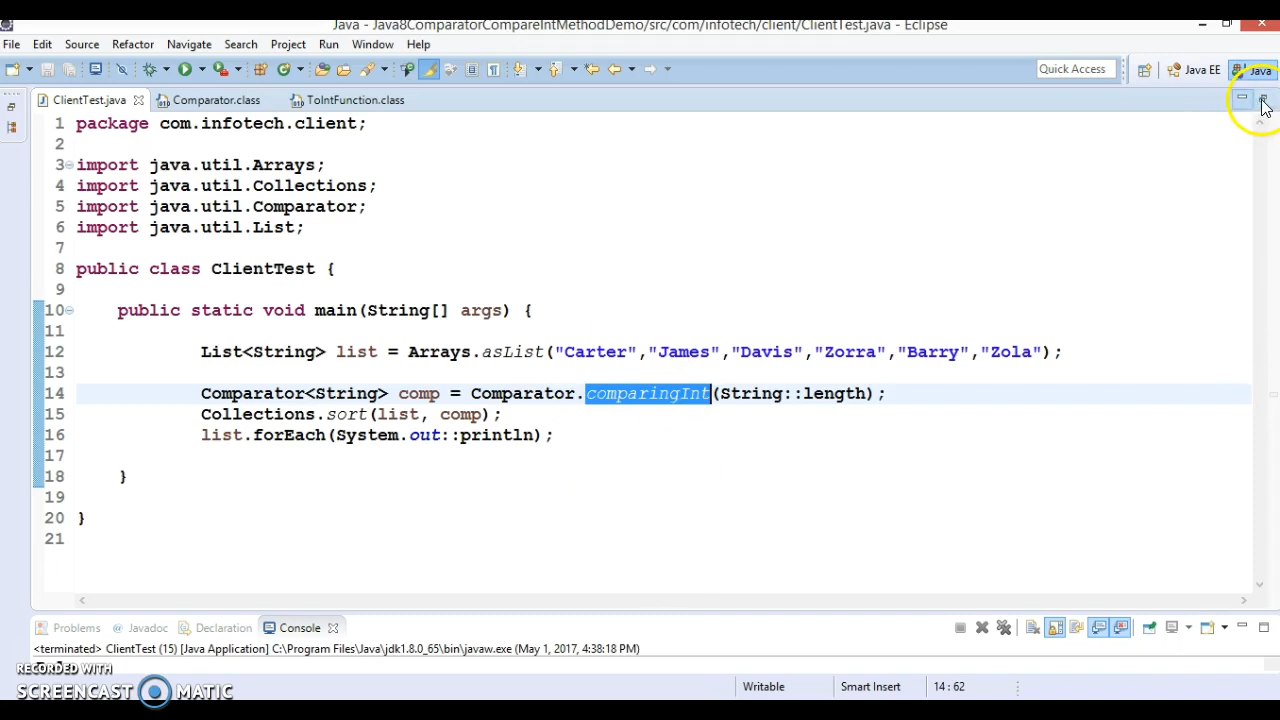 Java - Java8ComparatorCompareIntMethodDemo/src/com/infotech/client/ClientTest.java - Eclipse
File Edit Source Refactor Navigate Search Project Run Window Help
Quick Access Java EE Java
ClientTest.java Comparator.class ToIntFunction.class
1 package com.infotech.client;
2
3 import java.util.Arrays;
4 import java.util.Collections;
5 import java.util.Comparator;
6 import java.util.List;
7
8 public class ClientTest {
9
10 public static void main(String[] args) {
11
12 List<String> list = Arrays.asList("Carter","James","Davis","Zorra","Barry","Zola");
13
14 Comparator<String> comp = Comparator.comparingInt(String::length);
15 Collections.sort(list, comp);
16 list.forEach(System.out::println);
17
18 }
19
20 }
21
Problems Javadoc Declaration Console
<terminated> ClientTest (15) [Java Application] C:\Program Files\Java\jdk1.8.0_65\bin\javaw.exe (May 1, 2017, 4:38:18 PM)
RECORDED WITH
SCREENCAST MATIC
Writable Smart Insert 14 : 62